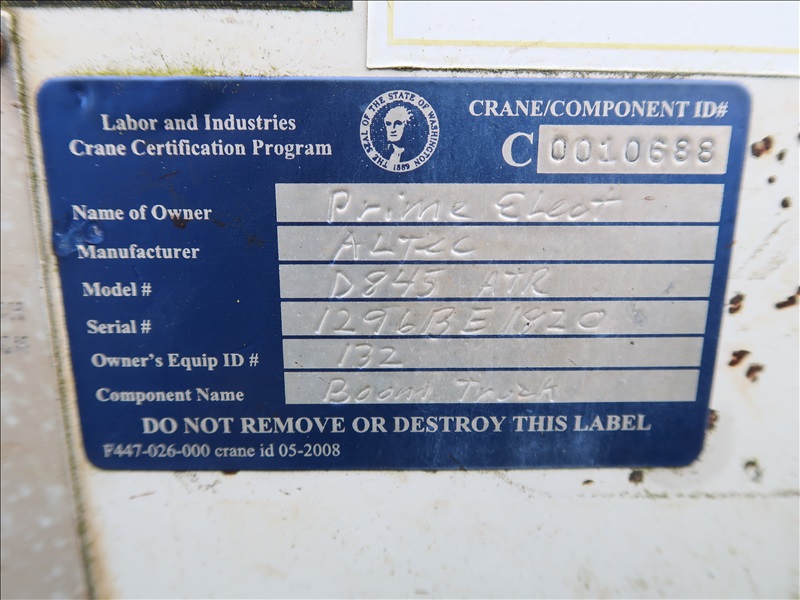 Labor and Industries
Crane Certification Program
THE SEAL OF THE STATE OF WASHINGTON
1889
CRANE/COMPONENT ID#
C 0010688
Name of Owner Prime Elect
Manufacturer ALTEC
Model # D845 ATR
Serial # 1296BE1820
Owner's Equip ID # 132
Component Name Boom Truck
DO NOT REMOVE OR DESTROY THIS LABEL
F447-026-000 crane id 05-2008